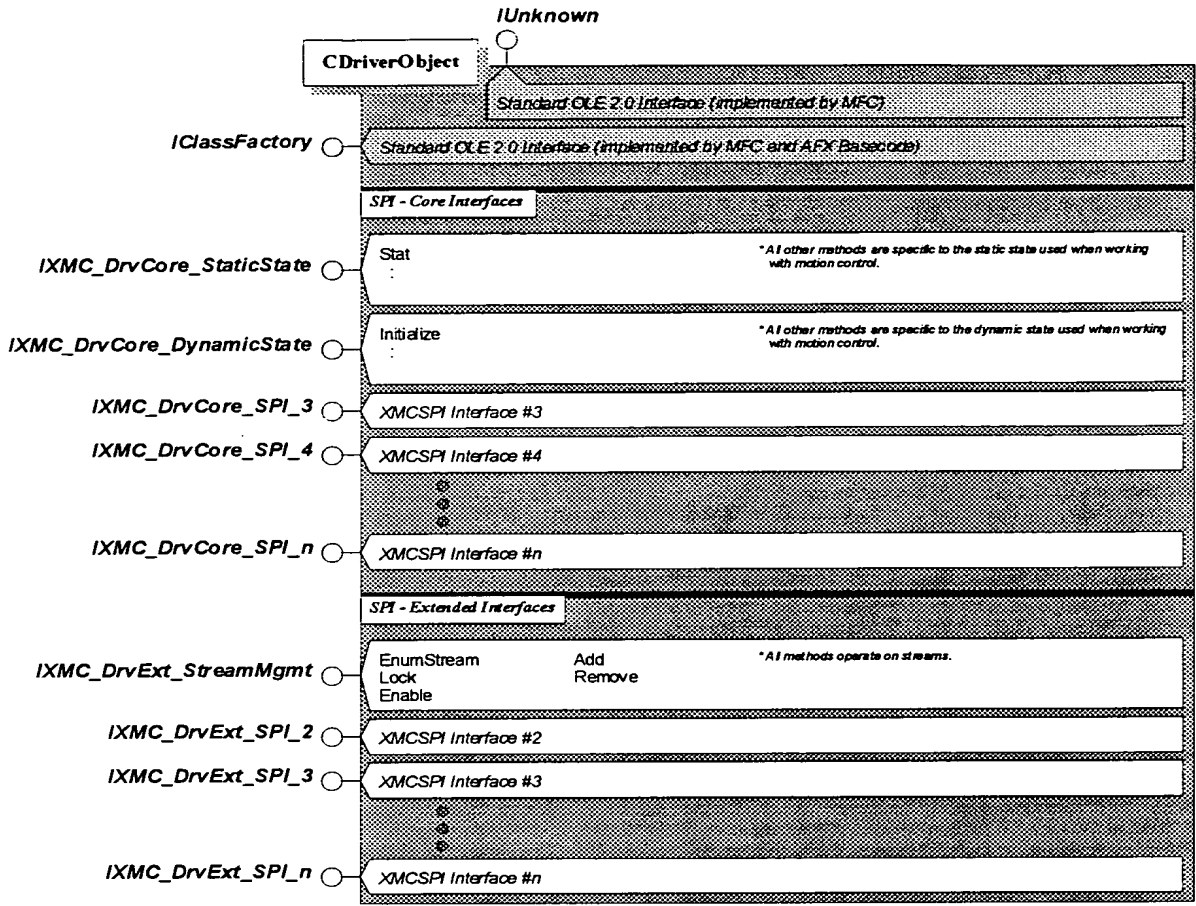 IUnknown
CDriverObject
Standard OLE 2.0 Interface (implemented by MFC)
IClassFactory
Standard OLE 2.0 Interface (implemented by MFC and AFX Basecode)
SPI - Core Interfaces
IXMC_DrvCore_StaticState
Stat
:
*All other methods are specific to the static state used when working
with motion control.
IXMC_DrvCore_DynamicState
Initialize
:
*All other methods are specific to the dynamic state used when working
with motion control.
IXMC_DrvCore_SPI_3
XMCSPI Interface #3
IXMC_DrvCore_SPI_4
XMCSPI Interface #4
IXMC_DrvCore_SPI_n
XMCSPI Interface #n
SPI - Extended Interfaces
IXMC_DrvExt_StreamMgmt
EnumStream Add
Lock Remove
Enable
*All methods operate on streams.
IXMC_DrvExt_SPI_2
XMCSPI Interface #2
IXMC_DrvExt_SPI_3
XMCSPI Interface #3
IXMC_DrvExt_SPI_n
XMCSPI Interface #n